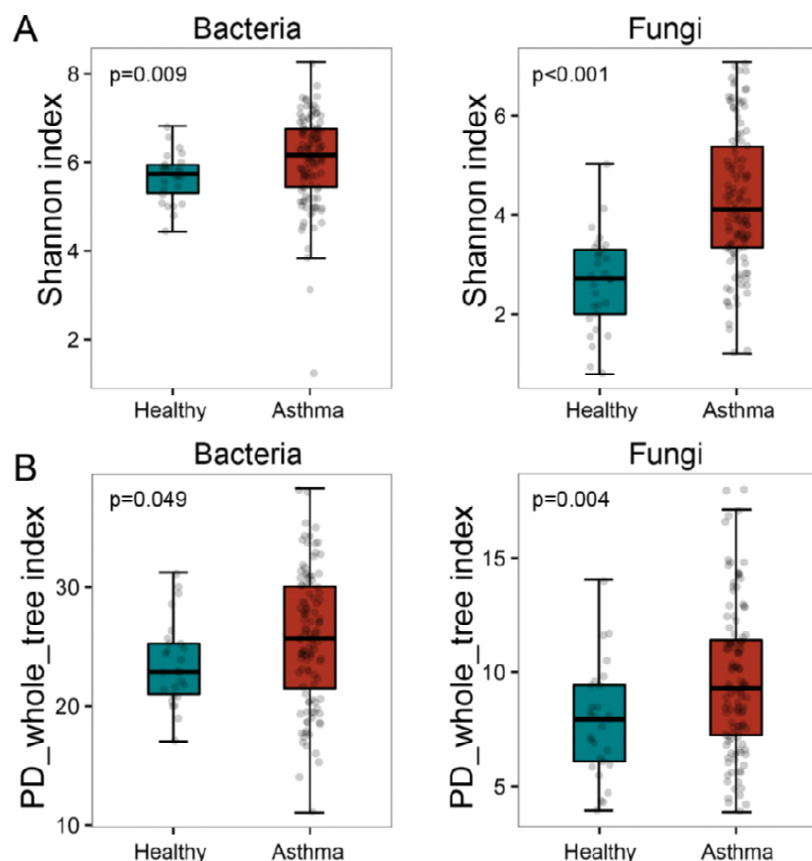 A
Bacteria
Fungi
p=0.009
p<0.001
Shannon index
8
6
4
2
Shannon index
6
4
2
Healthy
Asthma
Healthy
Asthma
B
Bacteria
Fungi
p=0.049
p=0.004
PD_whole_tree index
30
20
10
PD_whole_tree index
15
10
5
Healthy
Asthma
Healthy
Asthma